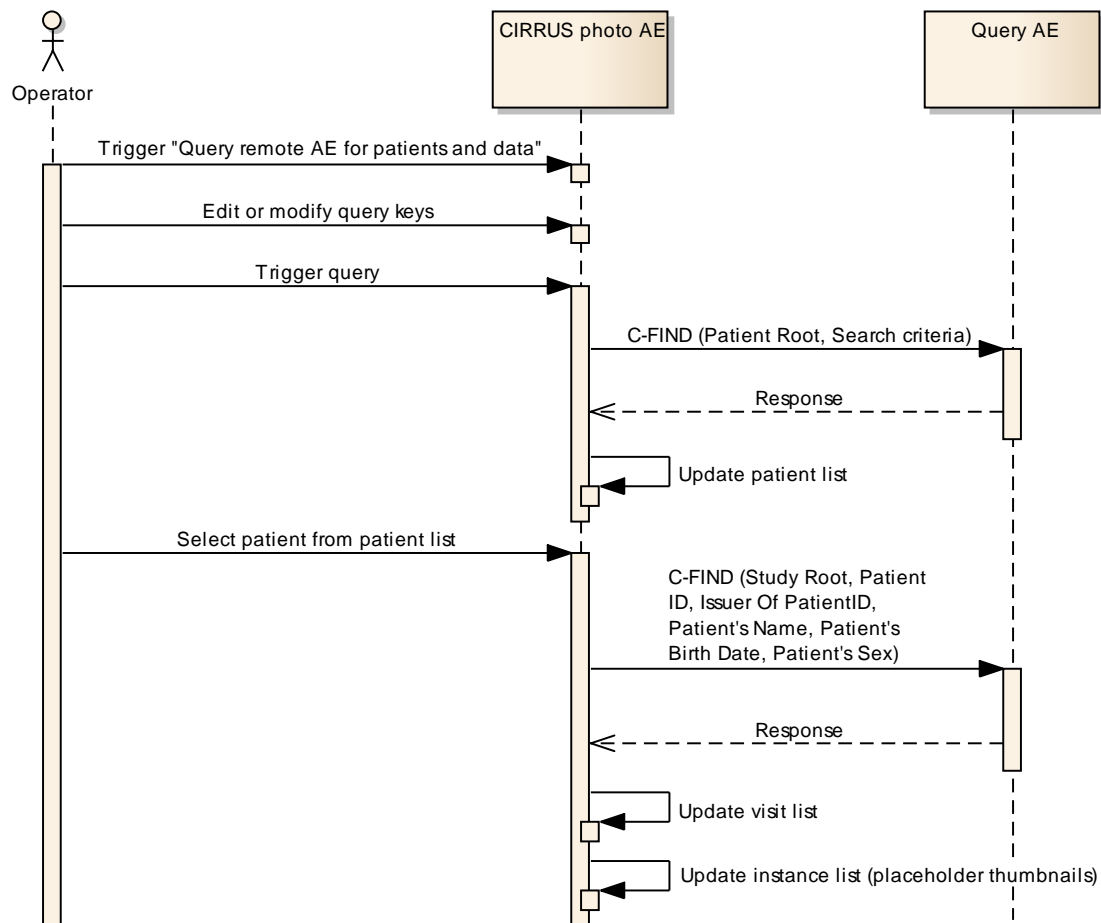 CIRRUS photo AE
Query AE
Operator
Trigger "Query remote AE for patients and data"
Edit or modify query keys
Trigger query
C-FIND (Patient Root, Search criteria)
Response
Update patient list
Select patient from patient list
C-FIND (Study Root, Patient
ID, Issuer Of PatientID,
Patient's Name, Patient's
Birth Date, Patient's Sex)
Response
Update visit list
Update instance list (placeholder thumbnails)